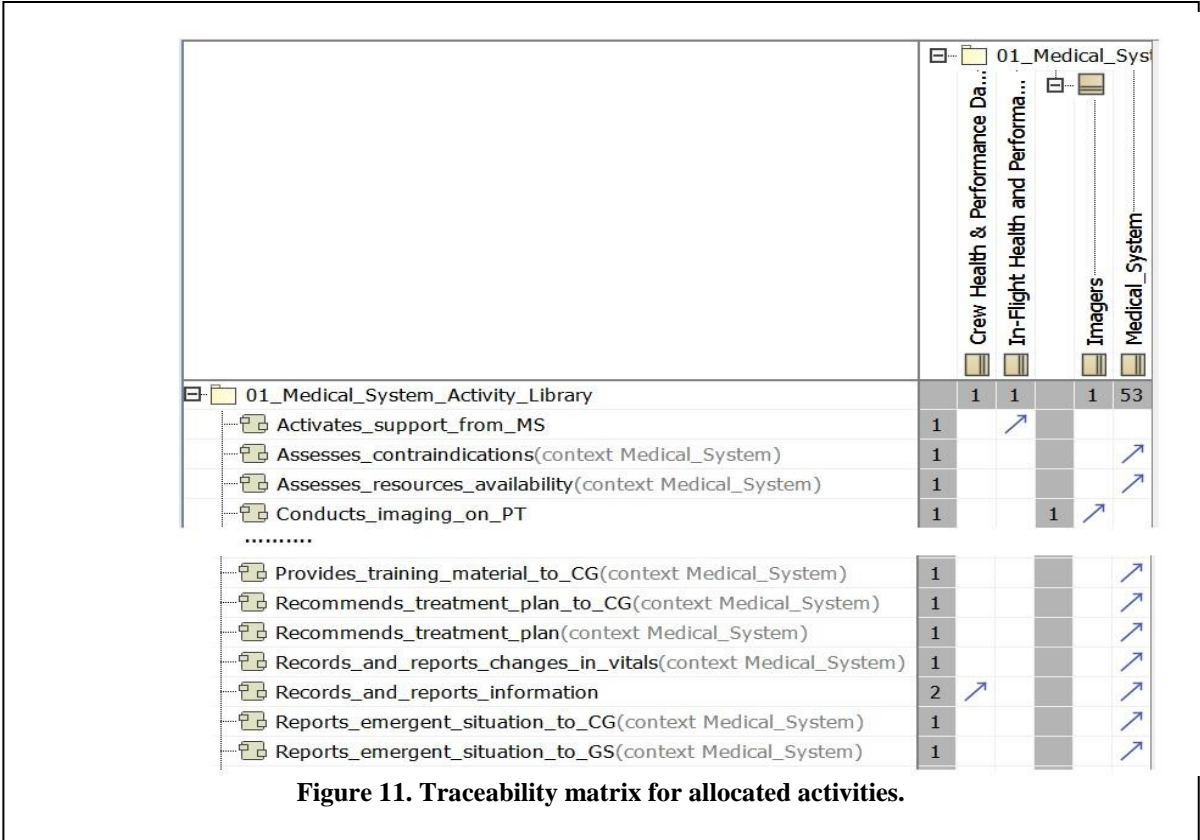 01_Medical_Syst
Crew Health & Performance Da...
In-Flight Health and Performa...
Imagers
Medical_System
01_Medical_System_Activity_Library 1 1 1 53
Activates_support_from_MS 1
Assesses_contraindications(context Medical_System) 1
Assesses_resources_availability(context Medical_System) 1
Conducts_imaging_on_PT 1 1
..........
Provides_training_material_to_CG(context Medical_System) 1
Recommends_treatment_plan_to_CG(context Medical_System) 1
Recommends_treatment_plan(context Medical_System) 1
Records_and_reports_changes_in_vitals(context Medical_System) 1
Records_and_reports_information 2
Reports_emergent_situation_to_CG(context Medical_System) 1
Reports_emergent_situation_to_GS(context Medical_System) 1
Figure 11. Traceability matrix for allocated activities.